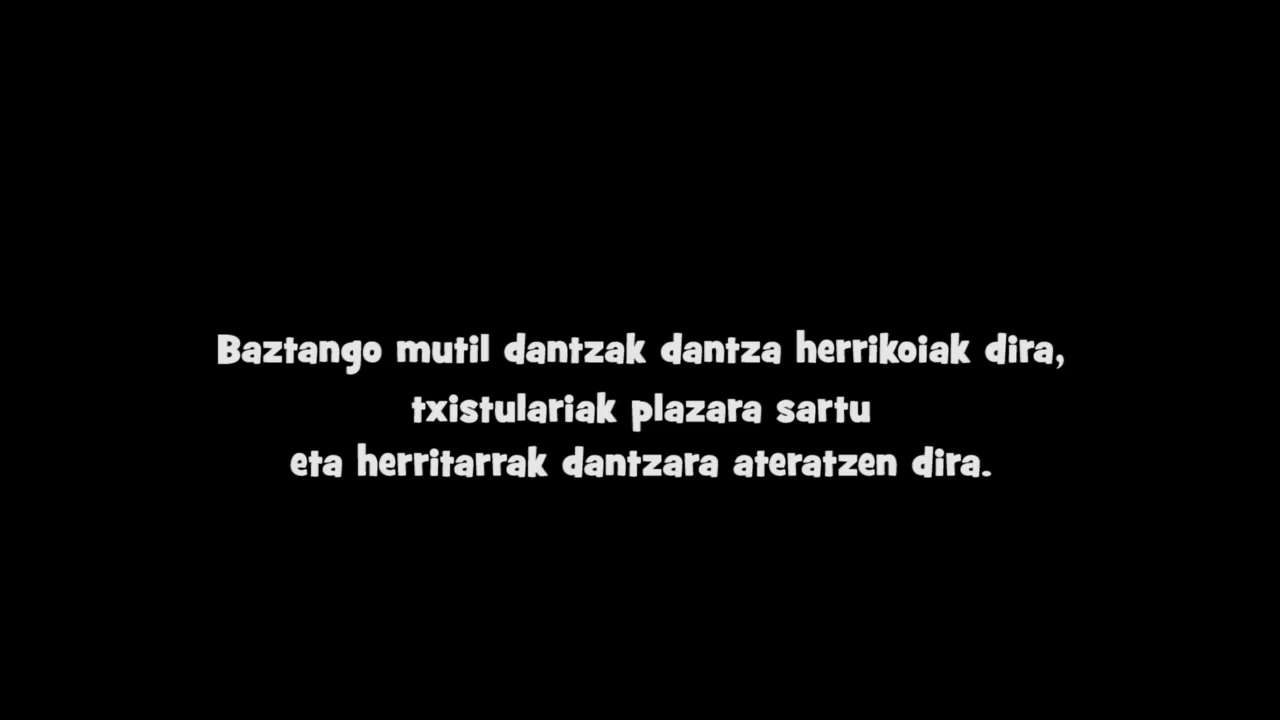 Baztango mutil dantzak dantza herrikoiak dira,
txistulariak plazara sartu
eta herritarrak dantzara ateratzen dira.